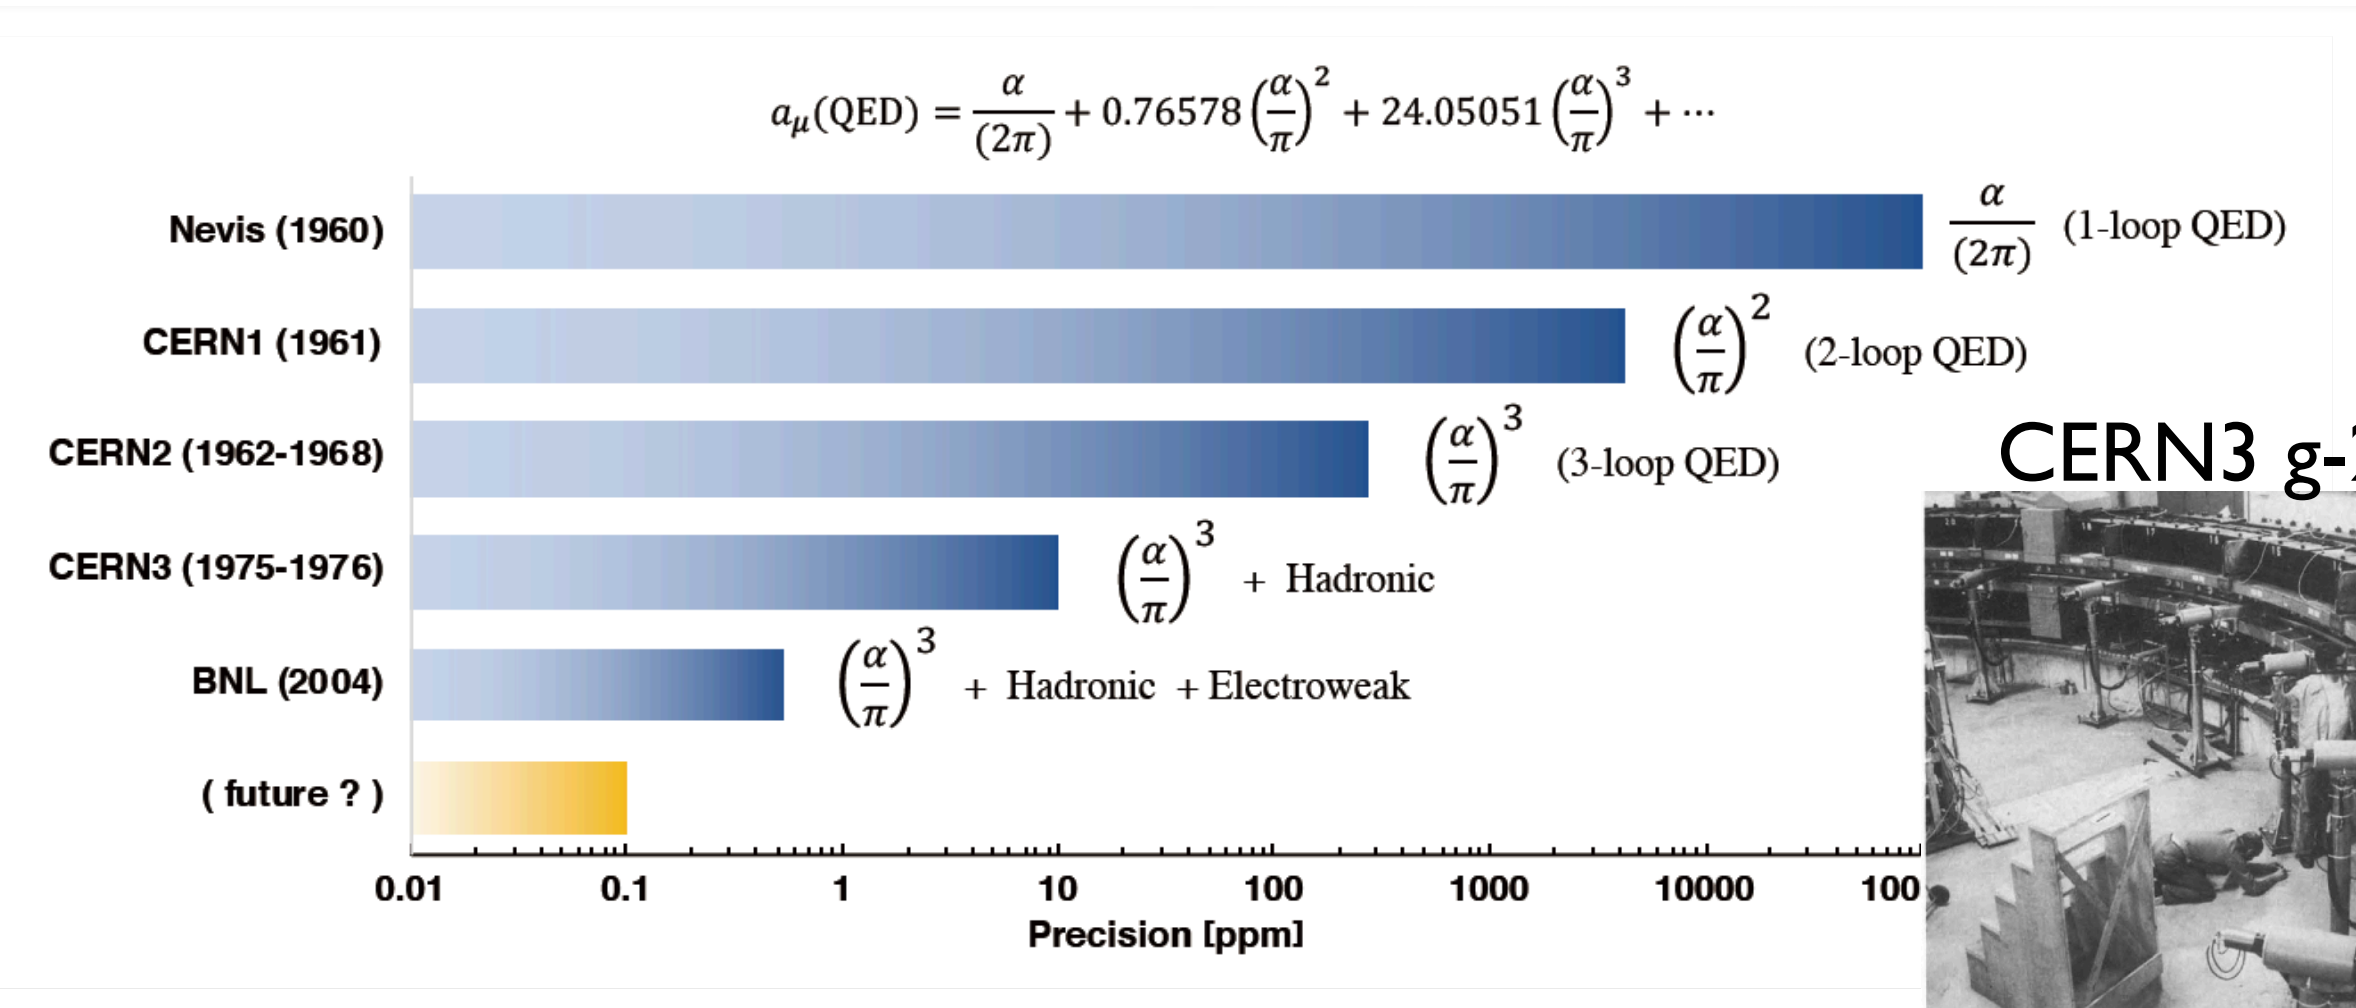 aμ(QED) = α/(2π) + 0.76578 (α/π)² + 24.05051 (α/π)³ + ···
Nevis (1960) α/(2π) (1-loop QED)
CERN1 (1961) (α/π)² (2-loop QED)
CERN2 (1962-1968) (α/π)³ (3-loop QED)
CERN3 g-
CERN3 (1975-1976) (α/π)³ + Hadronic
BNL (2004) (α/π)³ + Hadronic + Electroweak
( future ? )
0.01 0.1 1 10 100 1000 10000 100
Precision [ppm]